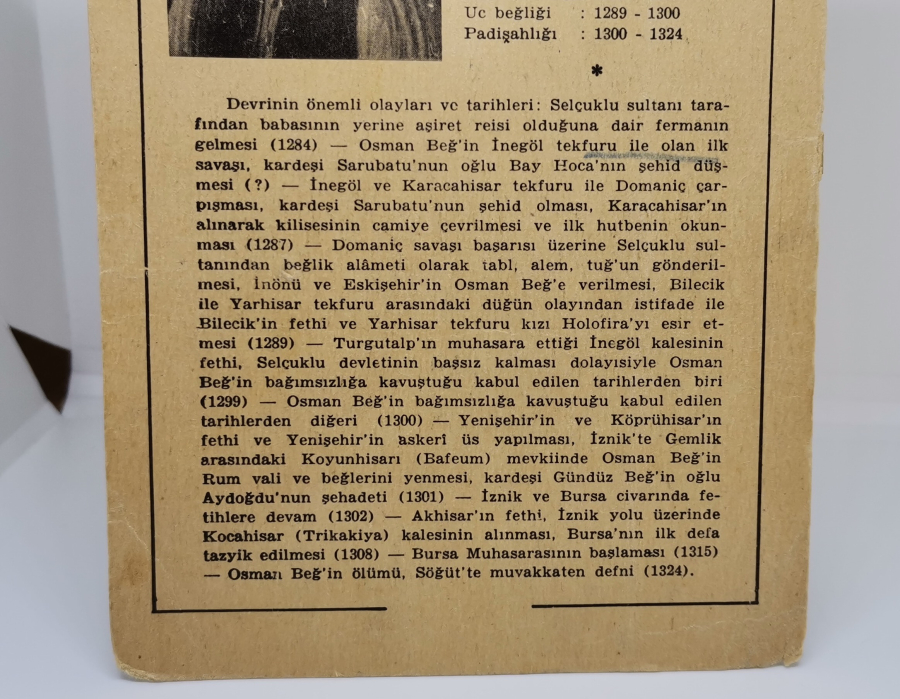 Uc beğliği : 1289 - 1300
Padişahlığı : 1300 - 1324
*
Devrinin önemli olayları ve tarihleri: Selçuklu sultanı tara-
fından babasının yerine aşiret reisi olduğuna dair fermanın
gelmesi (1284) — Osman Beğ'in İnegöl tekfuru ile olan ilk
savaşı, kardeşi Sarubatu'nun oğlu Bay Hoca'nın şehid düş-
mesi (?) — İnegöl ve Karacahisar tekfuru ile Domaniç çar-
pışması, kardeşi Sarubatu'nun şehid olması, Karacahisar'ın
alınarak kilisesinin camiye çevrilmesi ve ilk hutbenin okun-
ması (1287) — Domaniç savaşı başarısı üzerine Selçuklu sul-
tanından beğlik alâmeti olarak tabl, alem, tuğ'un gönderil-
mesi, İnönü ve Eskişehir'in Osman Beğ'e verilmesi, Bilecik
ile Yarhisar tekfuru arasındaki düğün olayından istifade ile
Bilecik'in fethi ve Yarhisar tekfuru kızı Holofira'yı esir et-
mesi (1289) — Turgutalp'ın muhasara ettiği İnegöl kalesinin
fethi, Selçuklu devletinin başsız kalması dolayısiyle Osman
Beğ'in bağımsızlığa kavuştuğu kabul edilen tarihlerden biri
(1299) — Osman Beğ'in bağımsızlığa kavuştuğu kabul edilen
tarihlerden diğeri (1300) — Yenişehir'in ve Köprühisar'ın
fethi ve Yenişehir'in askerî üs yapılması, İznik'te Gemlik
arasındaki Koyunhisarı (Bafeum) mevkiinde Osman Beğ'in
Rum vali ve beğlerini yenmesi, kardeşi Gündüz Beğ'in oğlu
Aydoğdu'nun şehadeti (1301) — İznik ve Bursa civarında fe-
tihlere devam (1302) — Akhisar'ın fethi, İznik yolu üzerinde
Kocahisar (Trikakiya) kalesinin alınması, Bursa'nın ilk defa
tazyik edilmesi (1308) — Bursa Muhasarasının başlaması (1315)
— Osman Beğ'in ölümü, Söğüt'te muvakkaten defni (1324).